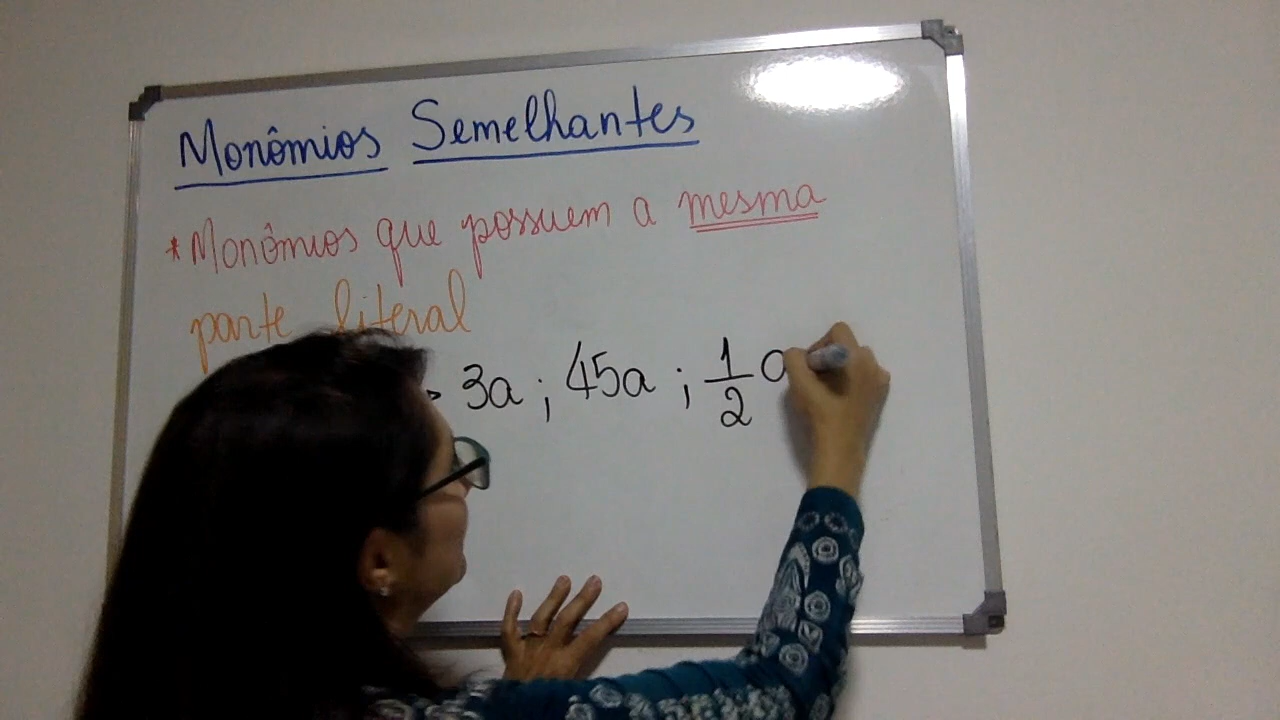 Monômios Semelhantes
*Monômios que possuem a mesma
parte literal
3a ; 45a ; 1/2 a